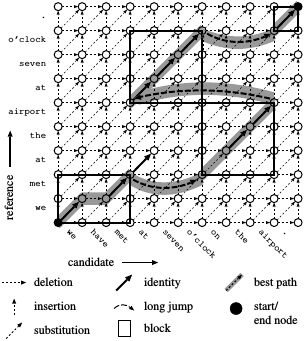 .
o'clock
seven
at
airport
the
at
met
we
reference
we
have
met
at
seven
o'clock
on
the
airport
.
candidate
deletion
identity
best path
insertion
long jump
start/
end node
substitution
block